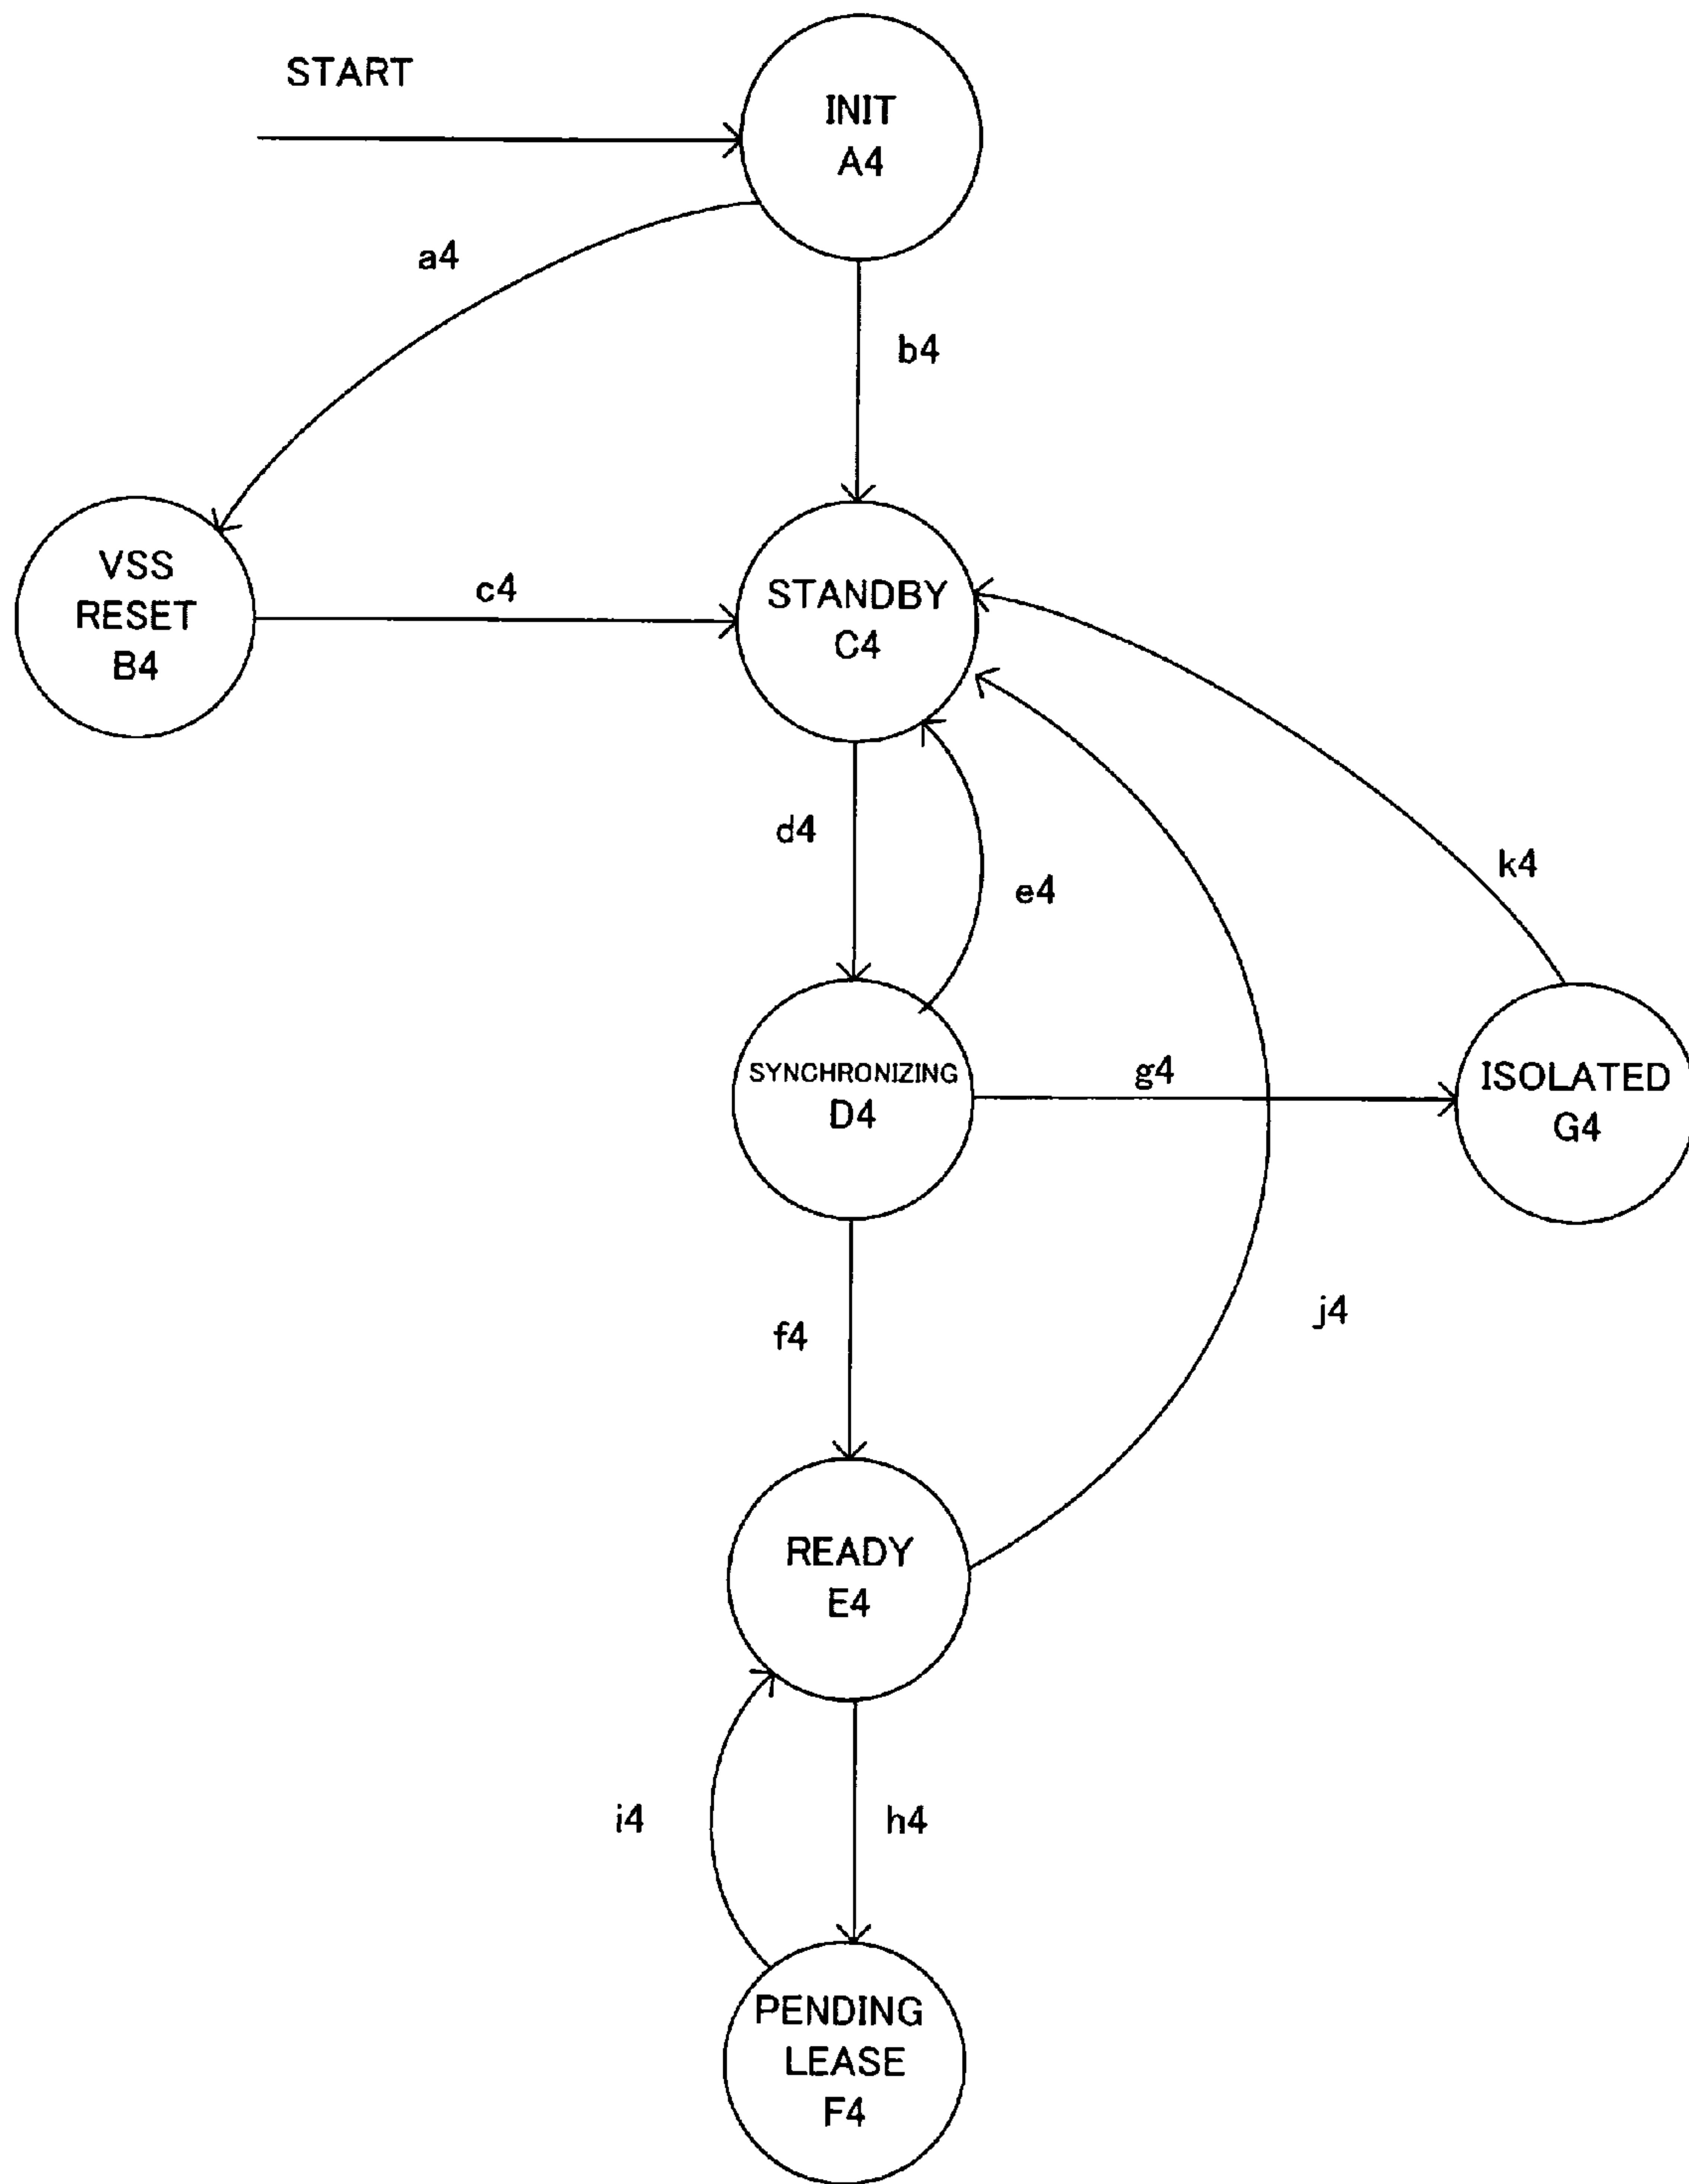 START
INIT
A4
a4
b4
VSS
RESET
B4
c4
STANDBY
C4
d4
e4
k4
SYNCHRONIZING
D4
g4
ISOLATED
G4
f4
j4
READY
E4
i4
h4
PENDING
LEASE
F4